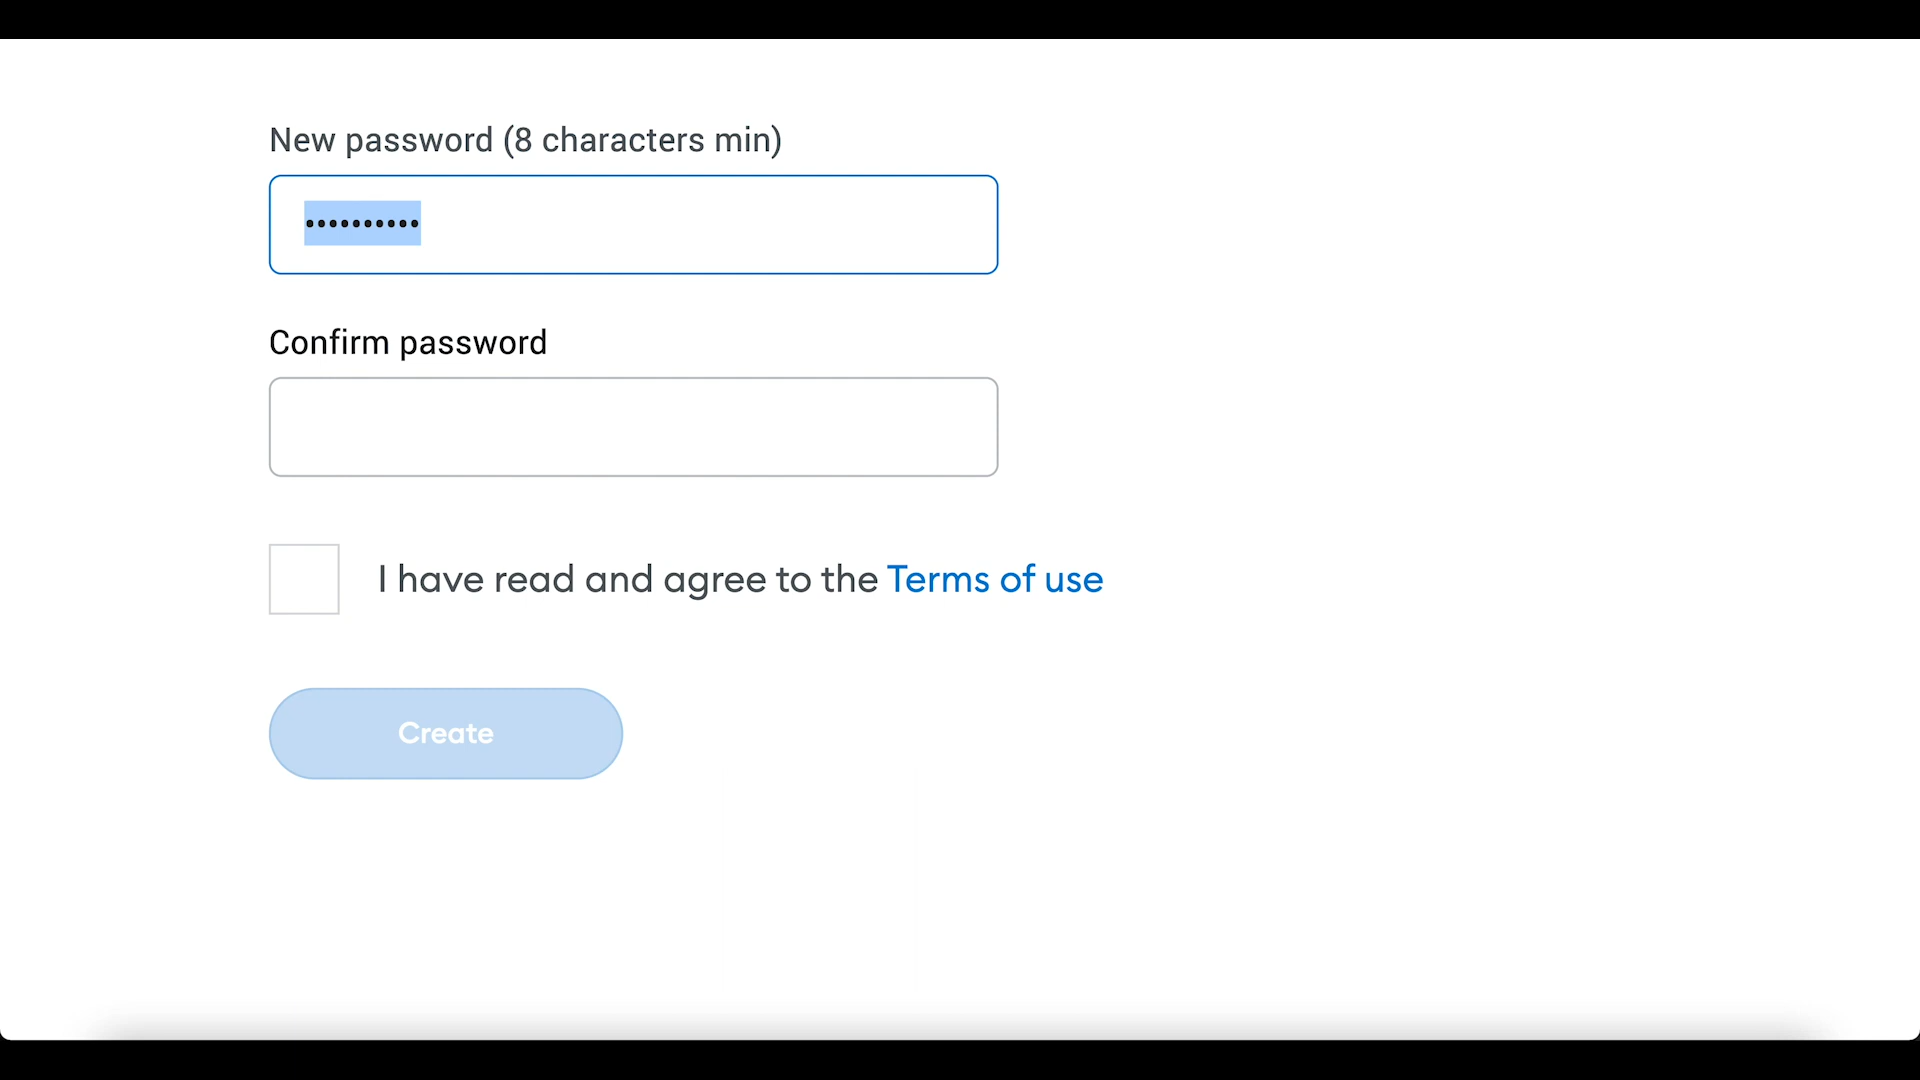 New password (8 characters min)
••••••••••
Confirm password
I have read and agree to the Terms of use
Create